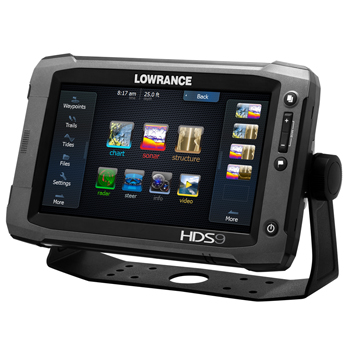 LOWRANCE
8:17 am
25.0 ft
Back
Waypoints
Trails
Tides
Files
Settings
More
chart sonar structure
radar steer info video
More
HDS9